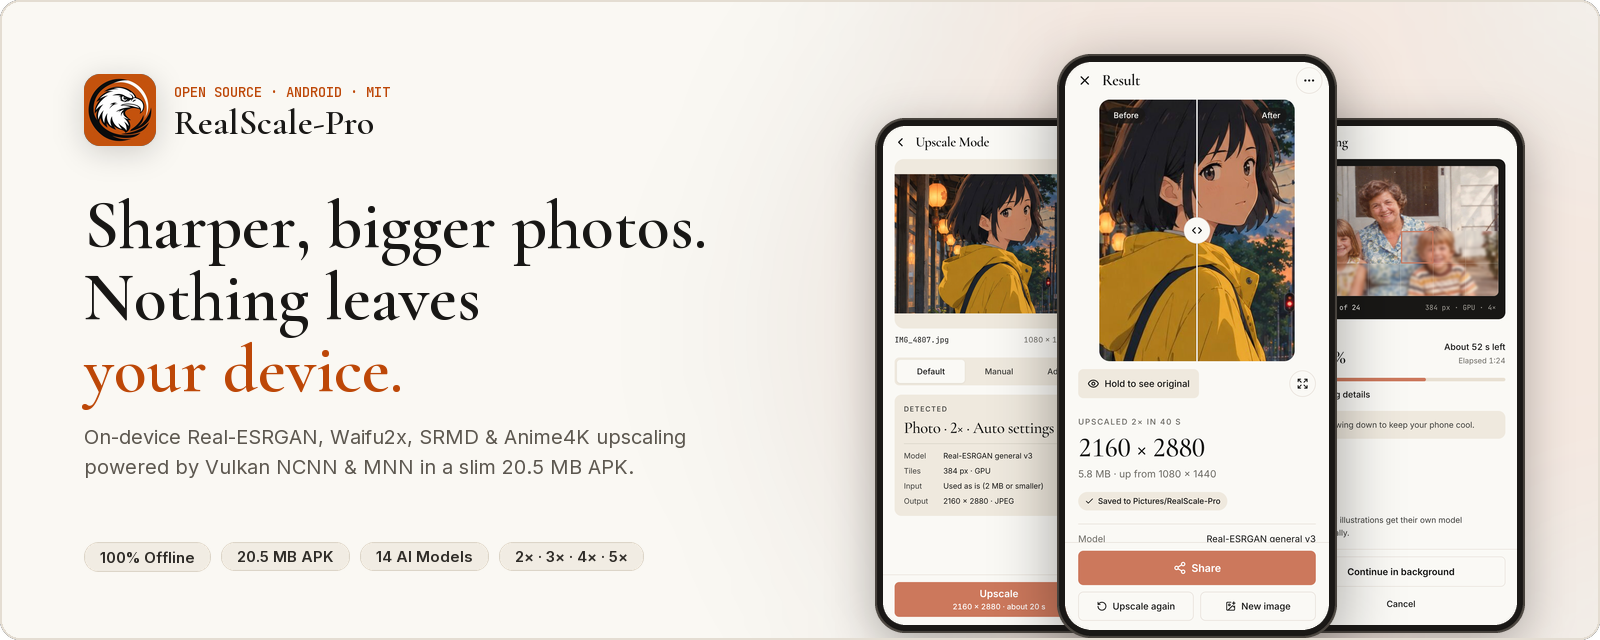 OPEN SOURCE · ANDROID · MIT
RealScale-Pro
Sharper, bigger photos.
Nothing leaves
your device.
On-device Real-ESRGAN, Waifu2x, SRMD & Anime4K upscaling
powered by Vulkan NCNN & MNN in a slim 20.5 MB APK.
100% Offline
20.5 MB APK
14 AI Models
2× · 3× · 4× · 5×
Upscale Mode
IMG_4807.jpg
1080 × 1
Default
Manual
Ad
DETECTED
Photo · 2× · Auto settings
Model Real-ESRGAN general v3
Tiles 384 px · GPU
Input Used as is (2 MB or smaller)
Output 2160 × 2880 · JPEG
Upscale
2160 × 2880 · about 20 s
Result
Before
After
Hold to see original
UPSCALED 2× IN 40 S
2160 × 2880
5.8 MB · up from 1080 × 1440
Saved to Pictures/RealScale-Pro
Model Real-ESRGAN general v3
Share
Upscale again
New image
ng
of 24
384 px · GPU · 4×
%
About 52 s left
Elapsed 1:24
g details
wing down to keep your phone cool.
illustrations get their own model
lly.
Continue in background
Cancel